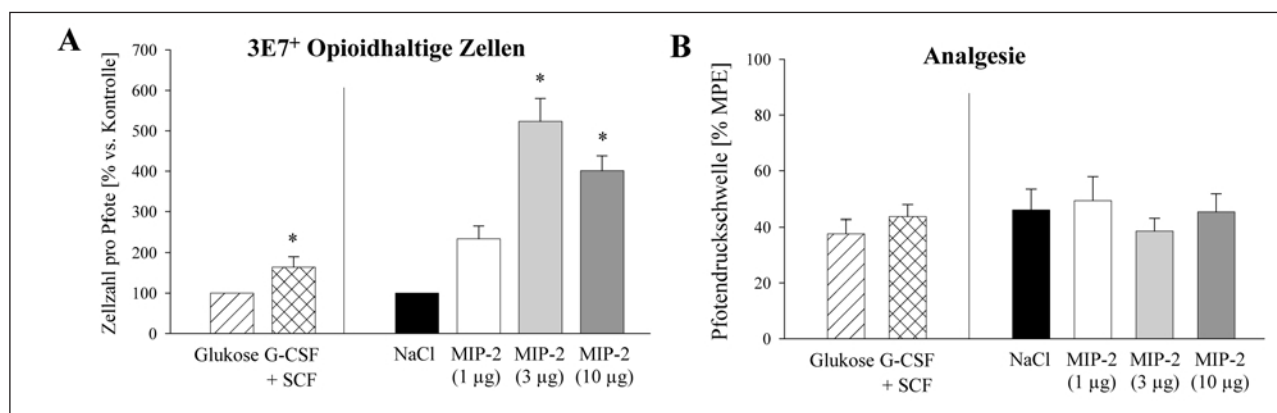 A
3E7+ Opioidhaltige Zellen
Zellzahl pro Pfote [% vs. Kontrolle]
700
600
500
400
300
200
100
0
*
*
*
Glukose G-CSF
+ SCF
NaCl
MIP-2
(1 µg)
MIP-2
(3 µg)
MIP-2
(10 µg)
B
Analgesie
Pfotendruckschwelle [% MPE]
100
80
60
40
20
0
Glukose G-CSF
+ SCF
NaCl
MIP-2
(1 µg)
MIP-2
(3 µg)
MIP-2
(10 µg)